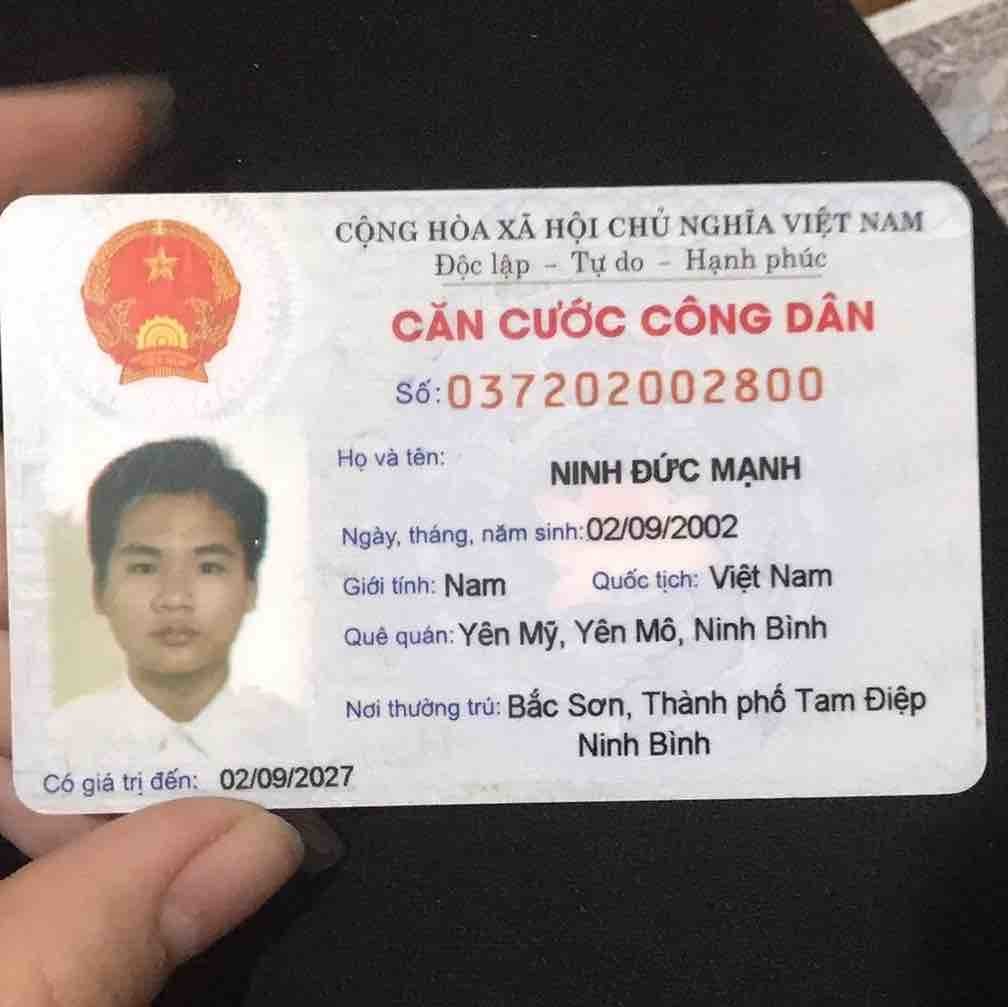 CỘNG HÒA XÃ HỘI CHỦ NGHĨA VIỆT NAM
Độc lập - Tự do - Hạnh phúc
CĂN CƯỚC CÔNG DÂN
Số: 037202002800
Họ và tên: NINH ĐỨC MẠNH
Ngày, tháng, năm sinh: 02/09/2002
Giới tính: Nam Quốc tịch: Việt Nam
Quê quán: Yên Mỹ, Yên Mô, Ninh Bình
Nơi thường trú: Bắc Sơn, Thành phố Tam Điệp
Ninh Bình
Có giá trị đến: 02/09/2027